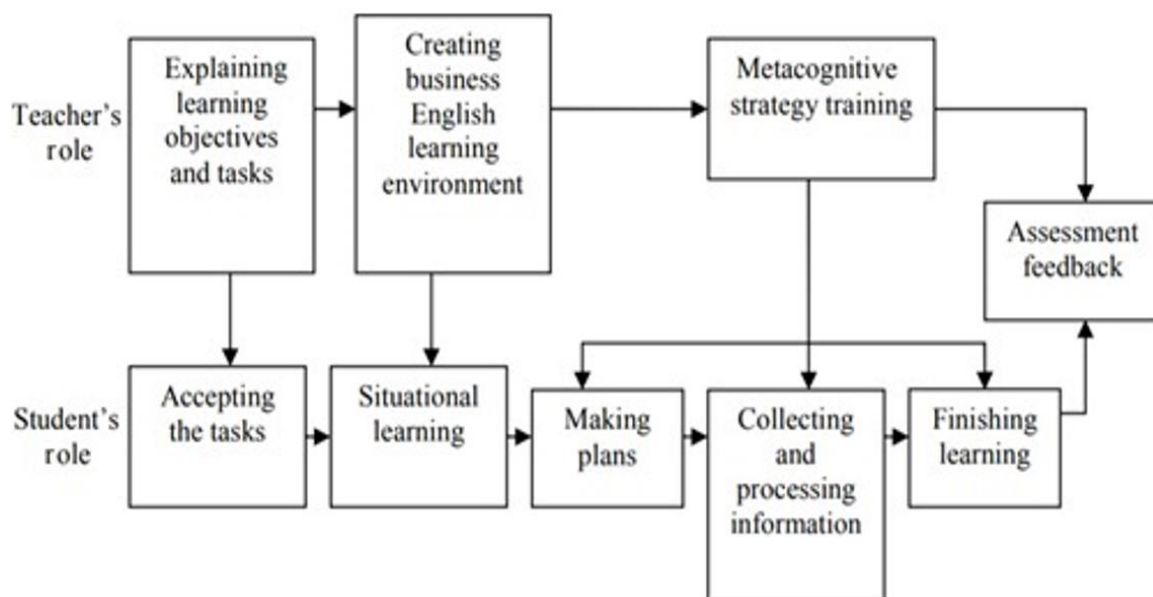 Teacher's
role
Explaining
learning
objectives
and tasks
Creating
business
English
learning
environment
Metacognitive
strategy training
Assessment
feedback
Student's
role
Accepting
the tasks
Situational
learning
Making
plans
Collecting
and
processing
information
Finishing
learning